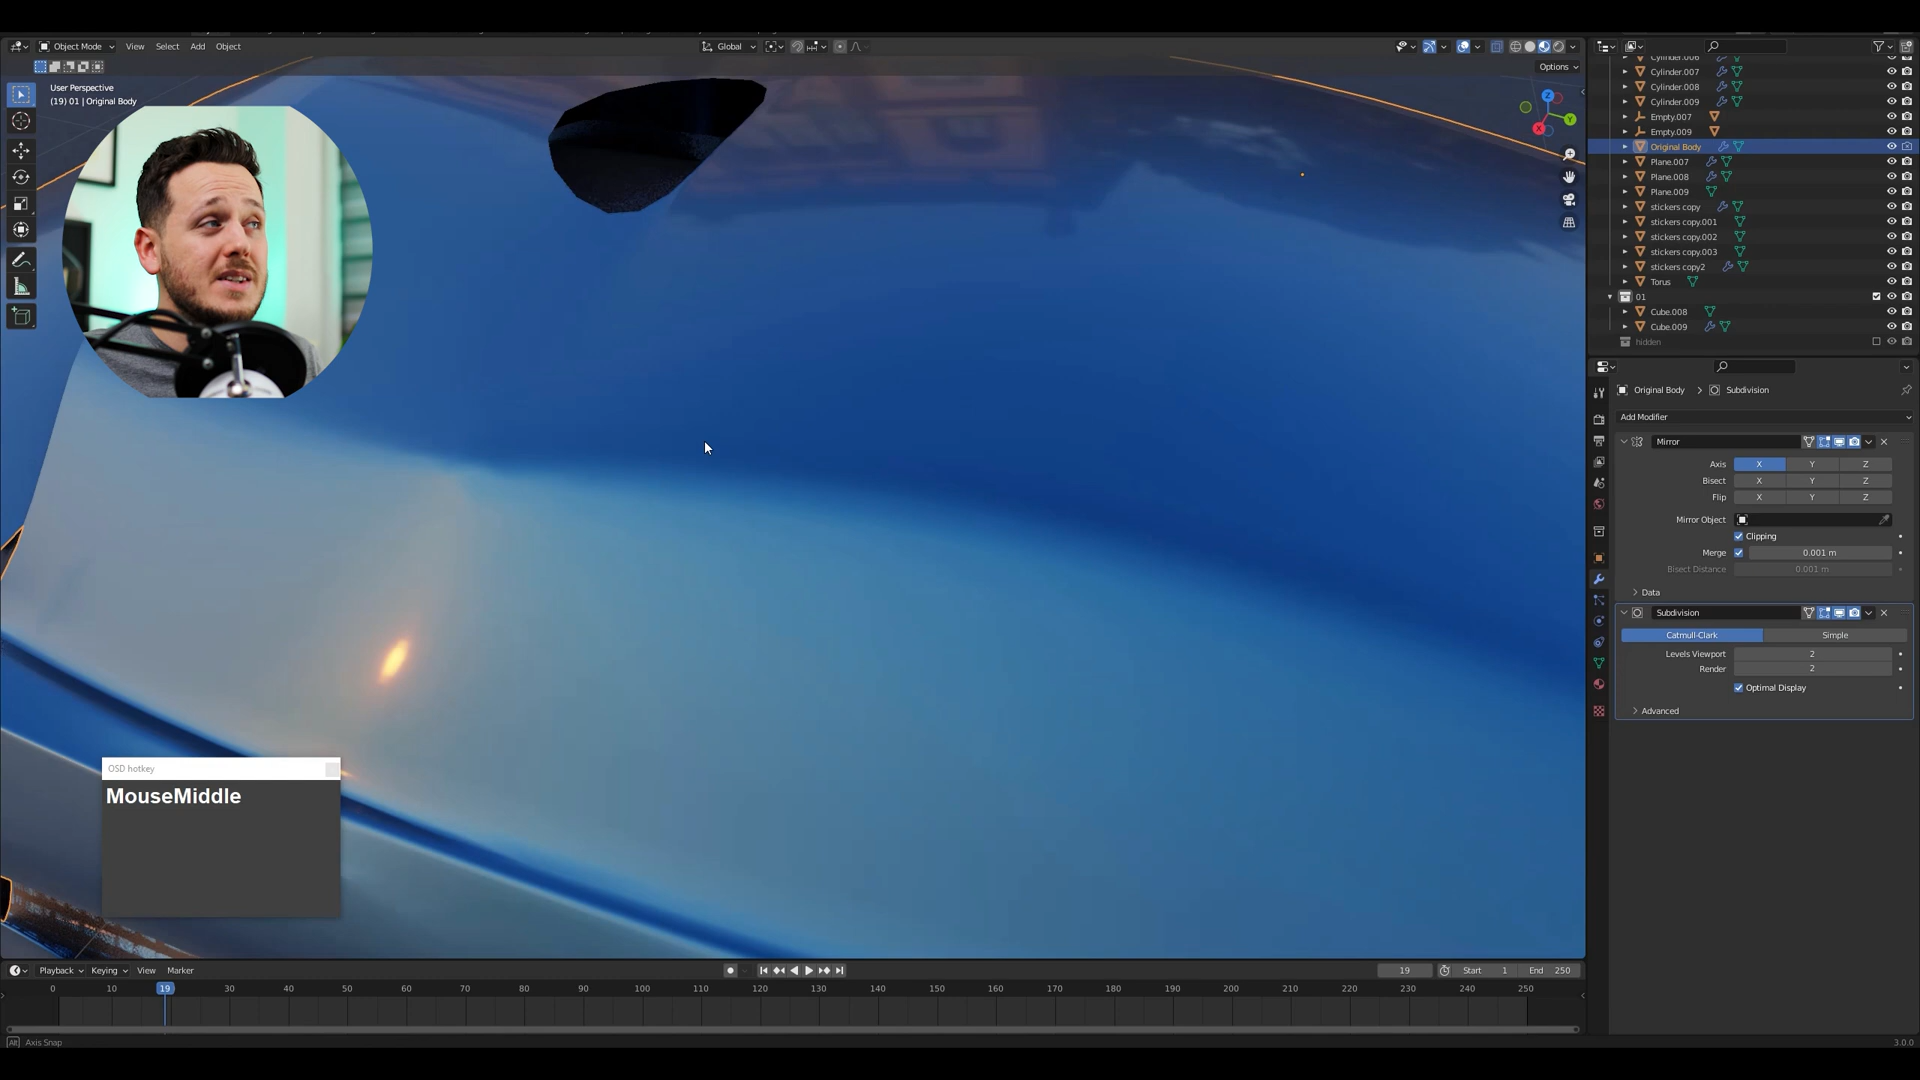 Object Mode View Select Add Object Global
Options
User Perspective
(19) 01 | Original Body
Z
Y
X
Cylinder.006
Cylinder.007
Cylinder.008
Cylinder.009
Empty.007
Empty.009
Original Body
Plane.007
Plane.008
Plane.009
stickers copy
stickers copy.001
stickers copy.002
stickers copy.003
stickers copy2
Torus
01
Cube.008
Cube.009
hidden
Original Body > Subdivision
Add Modifier
Mirror
Axis X Y Z
Bisect X Y Z
Flip X Y Z
Mirror Object
Clipping
Merge 0.001 m
Bisect Distance 0.001 m
Data
Subdivision
Catmull-Clark Simple
Levels Viewport 2
Render 2
Optimal Display
Advanced
OSD hotkey
MouseMiddle
Playback Keying View Marker 19 Start 1 End 250
0 10 19 30 40 50 60 70 80 90 100 110 120 130 140 150 160 170 180 190 200 210 220 230 240 250
Alt Axis Snap 3.0.0